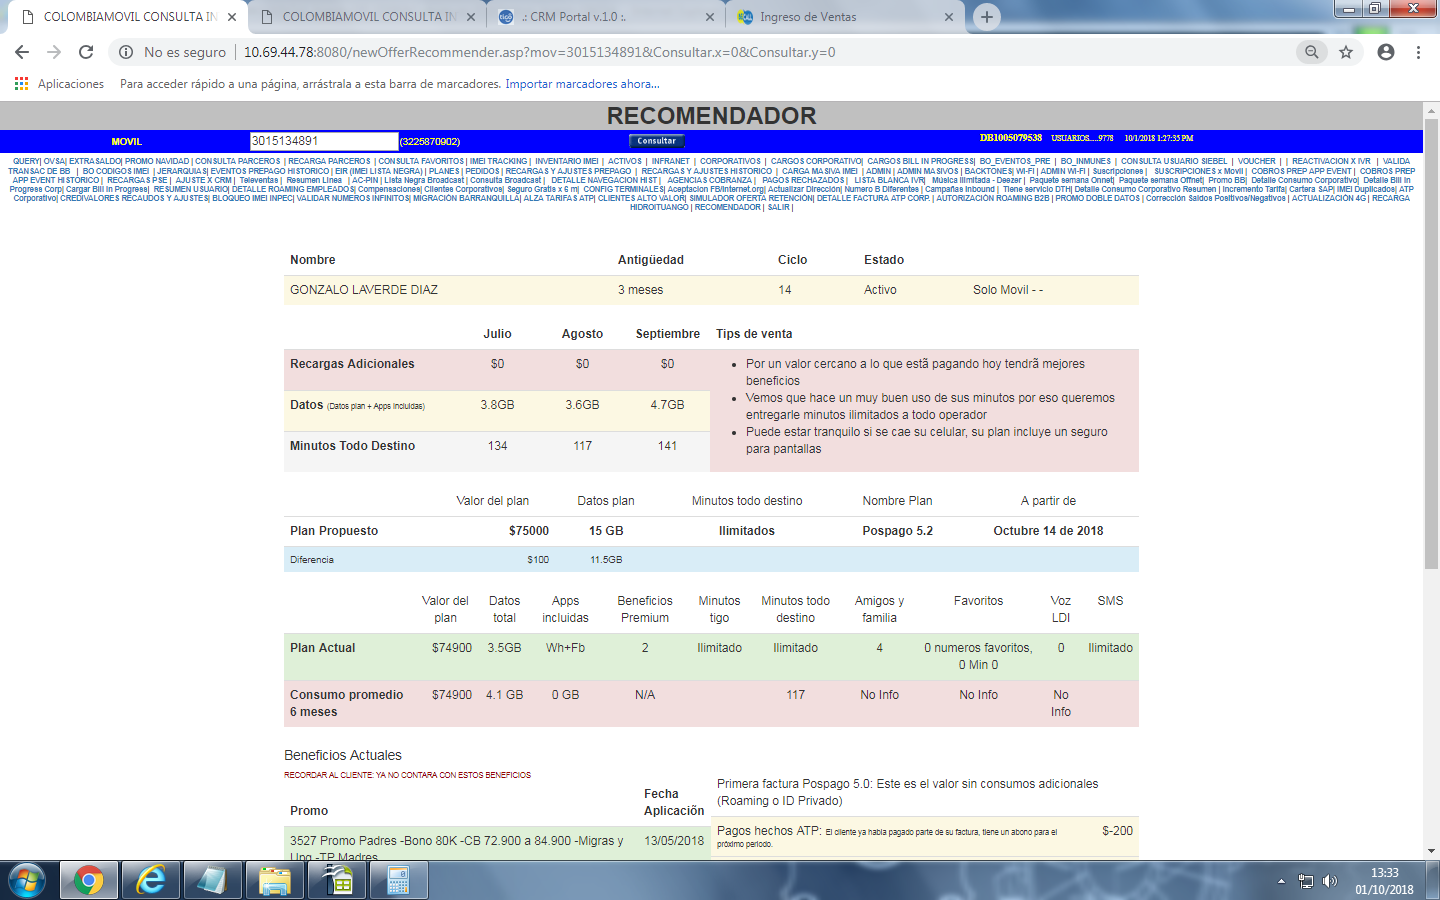 COLOMBIAMOVIL CONSULTA IN
COLOMBIAMOVIL CONSULTA IN
.: CRM Portal v.1.0 :.
Ingreso de Ventas
No es seguro
10.69.44.78:8080/newOfferRecommender.asp?mov=3015134891&Consultar.x=0&Consultar.y=0
Aplicaciones
Para acceder rápido a una página, arrástrala a esta barra de marcadores. Importar marcadores ahora...
RECOMENDADOR
MOVIL 3015134891 (3225870902) Consultar DB1005079538 USUARIOS.....9778 10/1/2018 1:27:35 PM
QUERY| OVSA| EXTRASALDO| PROMO NAVIDAD | CONSULTA PARCEROS | RECARGA PARCEROS | CONSULTA FAVORITOS | IMEI TRACKING | INVENTARIO IMEI | ACTIVOS | INFRANET | CORPORATIVOS | CARGOS CORPORATIVO| CARGOS BILL IN PROGRESS| BO_EVENTOS_PRE | BO_INMUNES | CONSULTA USUARIO SIEBEL | VOUCHER | | REACTIVACION X IVR | VALIDA
TRANSAC DE BB | BO CODIGOS IMEI | JERARQUIAS| EVENTOS PREPAGO HISTORICO | EIR (IMEI LISTA NEGRA) | PLANES | PEDIDOS | RECARGAS Y AJUSTES PREPAGO | RECARGAS Y AJUSTES HISTORICO | CARGA MASIVA IMEI | ADMIN | ADMIN MASIVOS | BACKTONES| WI-FI | ADMIN WI-FI | Suscripciones | SUSCRIPCIONES x Movil | COBROS PREP APP EVENT | COBROS PREP
APP EVENT HISTORICO | RECARGAS PSE | AJUSTE X CRM | Televentas | Resumen Linea | AC-PIN | Lista Negra Broadcast | Consulta Broadcast | DETALLE NAVEGACION HIST | AGENCIAS COBRANZA | PAGOS RECHAZADOS | LISTA BLANCA IVR| Música Ilimitada - Deezer | Paquete semana Onnet| Paquete semana Offnet| Promo BB| Detalle Consumo Corporativo| Detalle Bill in
Progress Corp| Cargar Bill in Progress| RESUMEN USUARIO| DETALLE ROAMING EMPLEADOS| Compensaciones| Clientes Corporativos| Seguro Gratis x 6 m| CONFIG TERMINALES| Aceptacion FB/Internet.org| Actualizar Dirección| Numero B Diferentes | Campañas Inbound | Tiene servicio DTH| Detalle Consumo Corporativo Resumen | Incremento Tarifa| Cartera SAP| IMEI Duplicados| ATP
Corporativo| CREDIVALORES RECAUDOS Y AJUSTES| BLOQUEO IMEI INPEC| VALIDAR NUMEROS INFINITOS| MIGRACIÓN BARRANQUILLA| ALZA TARIFAS ATP| CLIENTES ALTO VALOR| SIMULADOR OFERTA RETENCIÓN| DETALLE FACTURA ATP CORP. | AUTORIZACIÓN ROAMING B2B | PROMO DOBLE DATOS | Corrección Saldos Positivos/Negativos | ACTUALIZACIÓN 4G | RECARGA
HIDROITUANGO | RECOMENDADOR | SALIR |
Nombre Antigüedad Ciclo Estado
GONZALO LAVERDE DIAZ 3 meses 14 Activo Solo Movil - -
Julio Agosto Septiembre Tips de venta
Recargas Adicionales $0 $0 $0
Datos (Datos plan + Apps incluidas) 3.8GB 3.6GB 4.7GB
Minutos Todo Destino 134 117 141
• Por un valor cercano a lo que estã pagando hoy tendrã mejores
beneficios
• Vemos que hace un muy buen uso de sus minutos por eso queremos
entregarle minutos ilimitados a todo operador
• Puede estar tranquilo si se cae su celular, su plan incluye un seguro
para pantallas
Valor del plan Datos plan Minutos todo destino Nombre Plan A partir de
Plan Propuesto $75000 15 GB Ilimitados Pospago 5.2 Octubre 14 de 2018
Diferencia $100 11.5GB
Valor del plan Datos total Apps incluidas Beneficios Premium Minutos tigo Minutos todo destino Amigos y familia Favoritos Voz LDI SMS
Plan Actual $74900 3.5GB Wh+Fb 2 Ilimitado Ilimitado 4 0 numeros favoritos, 0 Min 0 0 Ilimitado
Consumo promedio 6 meses $74900 4.1 GB 0 GB N/A 117 No Info No Info No Info
Beneficios Actuales
RECORDAR AL CLIENTE: YA NO CONTARA CON ESTOS BENEFICIOS
Promo Fecha Aplicaciõn
3527 Promo Padres -Bono 80K -CB 72.900 a 84.900 -Migras y 13/05/2018
Upg -TP Madres
Primera factura Pospago 5.0: Este es el valor sin consumos adicionales
(Roaming o ID Privado)
Pagos hechos ATP: El cliente ya habia pagado parte de su factura, tiene un abono para el $-200
próximo periodo.
13:33
01/10/2018